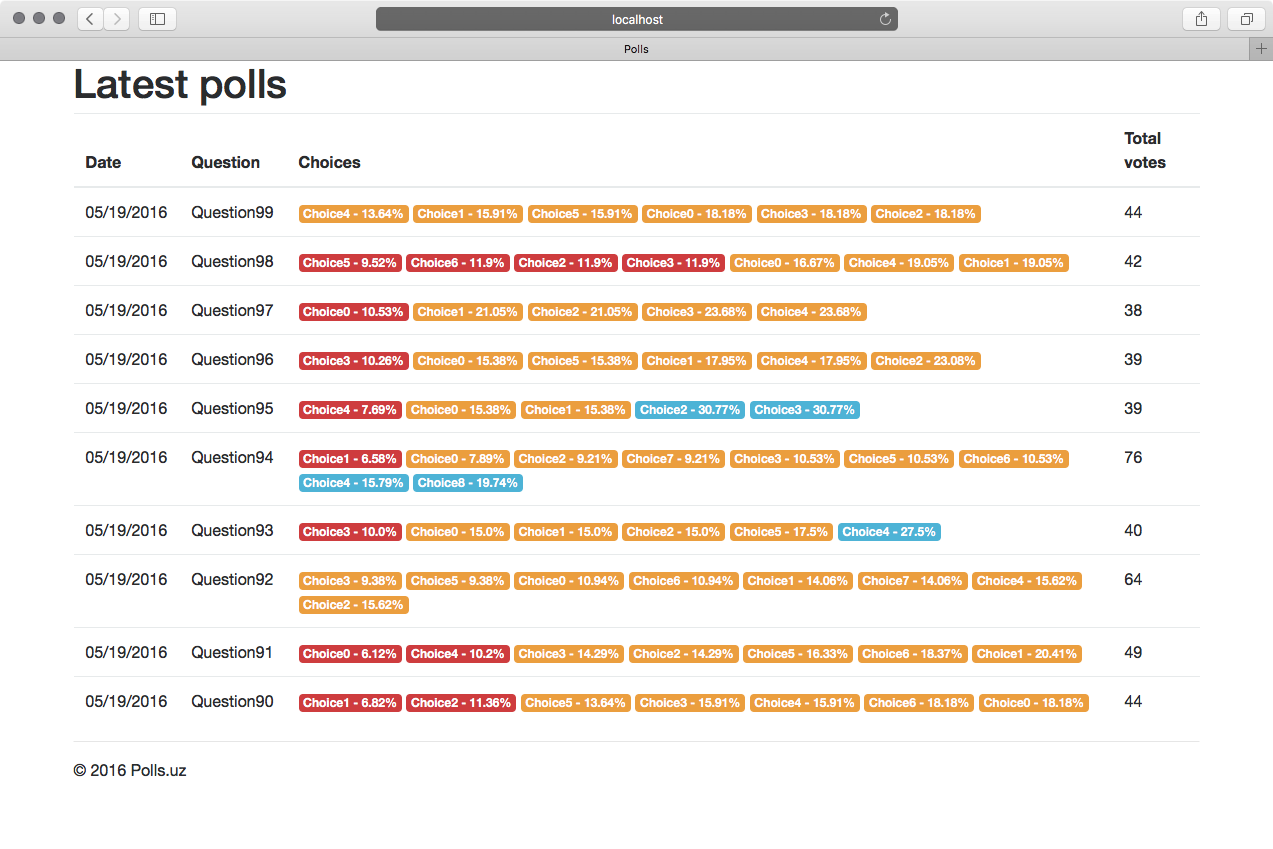 localhost
Polls
Latest polls
Total
Date Question Choices votes
05/19/2016 Question99 Choice4 - 13.64% Choice1 - 15.91% Choice5 - 15.91% Choice0 - 18.18% Choice3 - 18.18% Choice2 - 18.18% 44
05/19/2016 Question98 Choice5 - 9.52% Choice6 - 11.9% Choice2 - 11.9% Choice3 - 11.9% Choice0 - 16.67% Choice4 - 19.05% Choice1 - 19.05% 42
05/19/2016 Question97 Choice0 - 10.53% Choice1 - 21.05% Choice2 - 21.05% Choice3 - 23.68% Choice4 - 23.68% 38
05/19/2016 Question96 Choice3 - 10.26% Choice0 - 15.38% Choice5 - 15.38% Choice1 - 17.95% Choice4 - 17.95% Choice2 - 23.08% 39
05/19/2016 Question95 Choice4 - 7.69% Choice0 - 15.38% Choice1 - 15.38% Choice2 - 30.77% Choice3 - 30.77% 39
05/19/2016 Question94 Choice1 - 6.58% Choice0 - 7.89% Choice2 - 9.21% Choice7 - 9.21% Choice3 - 10.53% Choice5 - 10.53% Choice6 - 10.53% 76
Choice4 - 15.79% Choice8 - 19.74%
05/19/2016 Question93 Choice3 - 10.0% Choice0 - 15.0% Choice1 - 15.0% Choice2 - 15.0% Choice5 - 17.5% Choice4 - 27.5% 40
05/19/2016 Question92 Choice3 - 9.38% Choice5 - 9.38% Choice0 - 10.94% Choice6 - 10.94% Choice1 - 14.06% Choice7 - 14.06% Choice4 - 15.62% 64
Choice2 - 15.62%
05/19/2016 Question91 Choice0 - 6.12% Choice4 - 10.2% Choice3 - 14.29% Choice2 - 14.29% Choice5 - 16.33% Choice6 - 18.37% Choice1 - 20.41% 49
05/19/2016 Question90 Choice1 - 6.82% Choice2 - 11.36% Choice5 - 13.64% Choice3 - 15.91% Choice4 - 15.91% Choice6 - 18.18% Choice0 - 18.18% 44
© 2016 Polls.uz